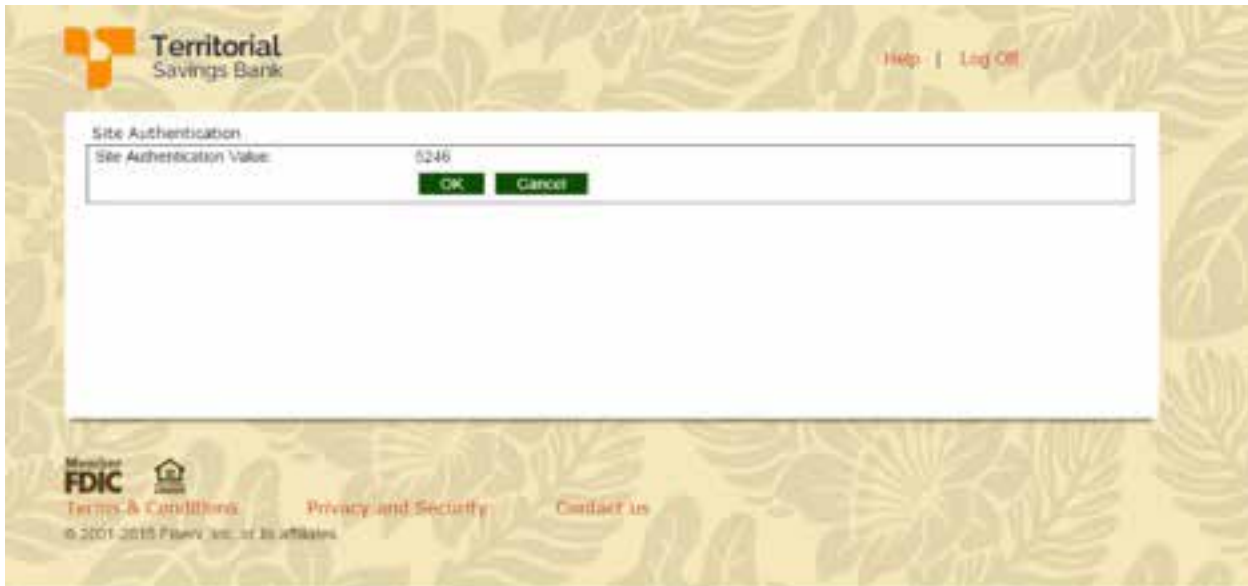 Territorial
Savings Bank
Help | Log Off
Site Authentication
Site Authentication Value: 5246
OK Cancel
Member
FDIC
Terms & Conditions Privacy and Security Contact us
© 2001-2015 Fiserv, Inc. or its affiliates.